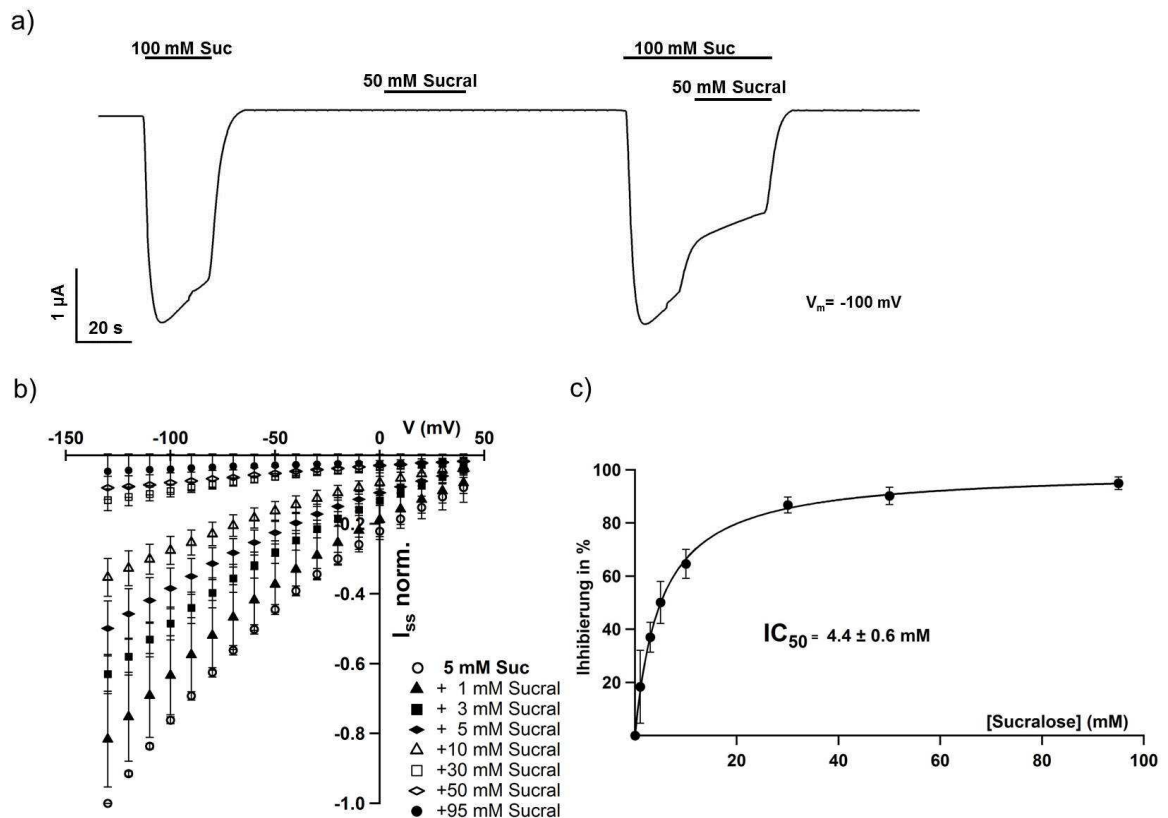 a)
100 mM Suc
100 mM Suc
50 mM Sucral
50 mM Sucral
1 µA
20 s
Vm= -100 mV
b)
c)
V (mV)
-150
-100
-50
0
50
-0.2
-0.4
-0.6
-0.8
-1.0
Iss norm.
5 mM Suc
+ 1 mM Sucral
+ 3 mM Sucral
+ 5 mM Sucral
+10 mM Sucral
+30 mM Sucral
+50 mM Sucral
+95 mM Sucral
Ihhibierung in %
100
80
60
40
20
IC50 = 4.4 ± 0.6 mM
[Sucralose] (mM)
20
40
60
80
100